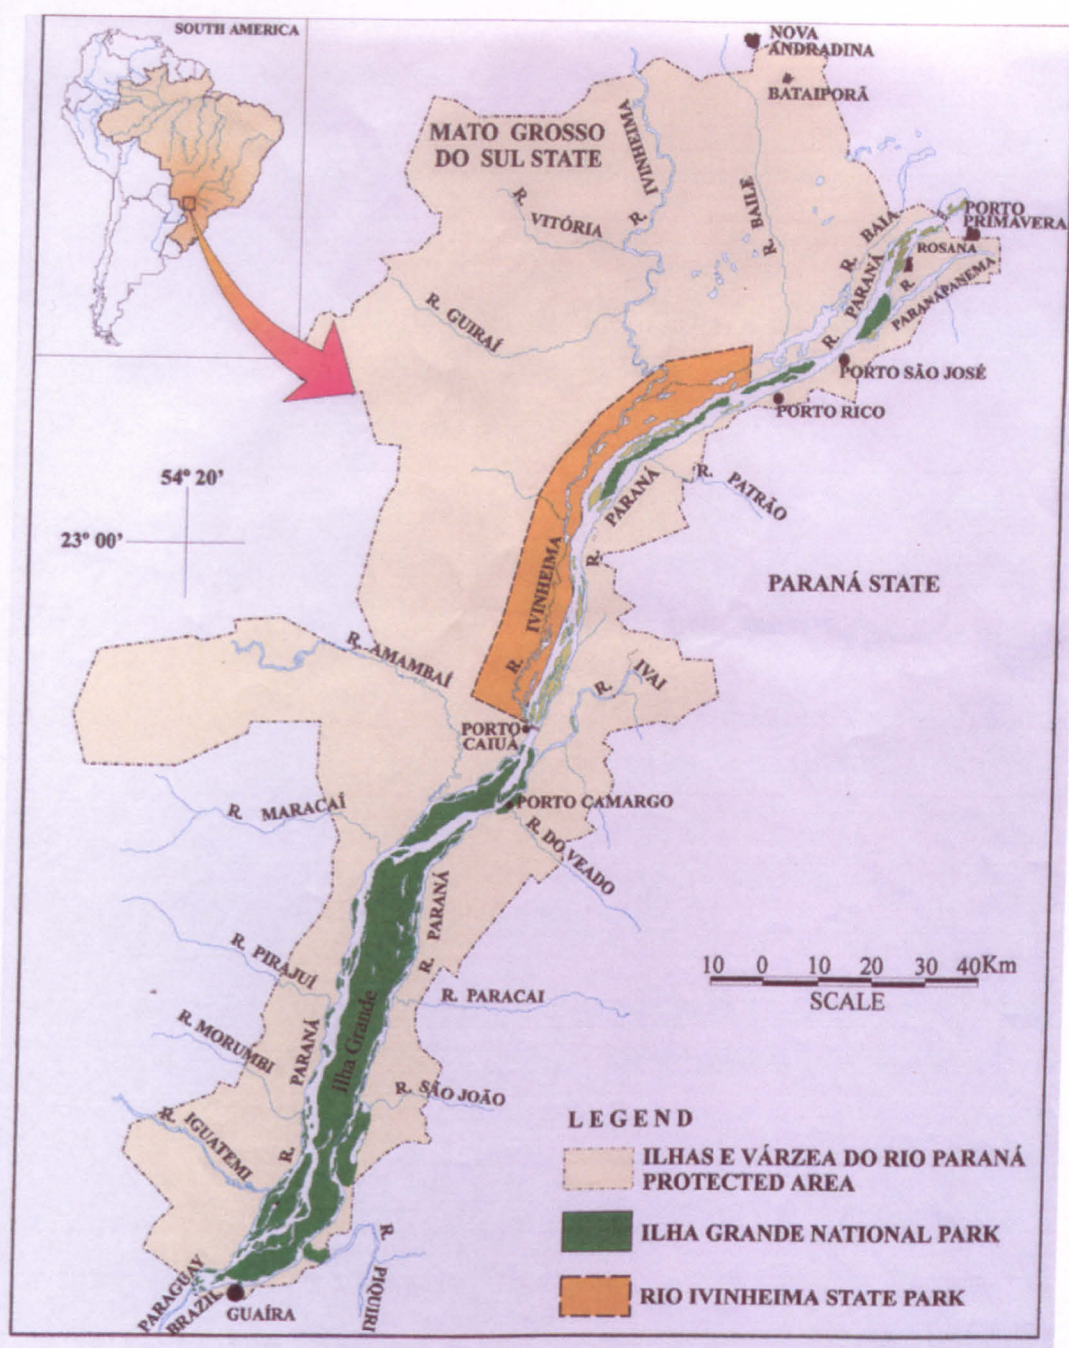 SOUTH AMERICA
NOVA
ANDRADINA
BATAIPORÃ
MATO GROSSO
DO SUL STATE
R. IVINHEIMA
R. VITÓRIA
R. BAILE
R. BAIA
PORTO
PRIMAVERA
ROSANA
R. PARANÁ
R. PARANÁPANEMA
R. GUIRAÍ
PORTO SÃO JOSÉ
PORTO RICO
54° 20'
23° 00'
R. PATRÃO
R. PARANÁ
R. IVINHEIMA
PARANÁ STATE
R. AMAMBAÍ
R. IVAI
PORTO
CAIUÁ
PORTO CAMARGO
R. MARACAÍ
R. DO VEADO
R. PARANÁ
R. PIRAJUÍ
R. PARACAI
10 0 10 20 30 40Km
SCALE
R. MORUMBI
R. PARANÁ
Ilha Grande
R. SÃO JOÃO
R. IGUATEMI
LEGEND
ILHAS E VÁRZEA DO RIO PARANÁ
PROTECTED AREA
ILHA GRANDE NATIONAL PARK
RIO IVINHEIMA STATE PARK
R. PIQUIRI
PARAGUAY
BRAZIL
GUAÍRA